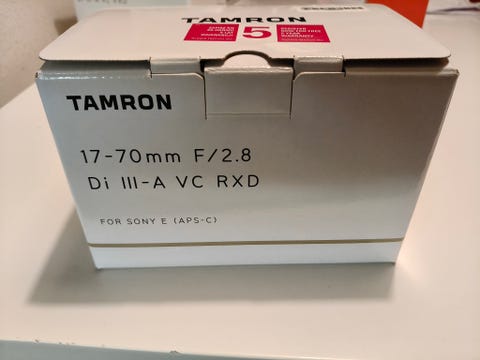 TAMRON
5
TAMRON
17-70mm F/2.8
Di III-A VC RXD
FOR SONY E (APS-C)